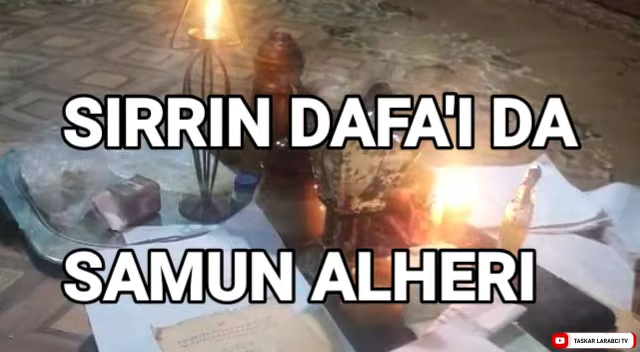 SIRRIN DAFA'I DA
SAMUN ALHERI
TASKAR LARABCI TV